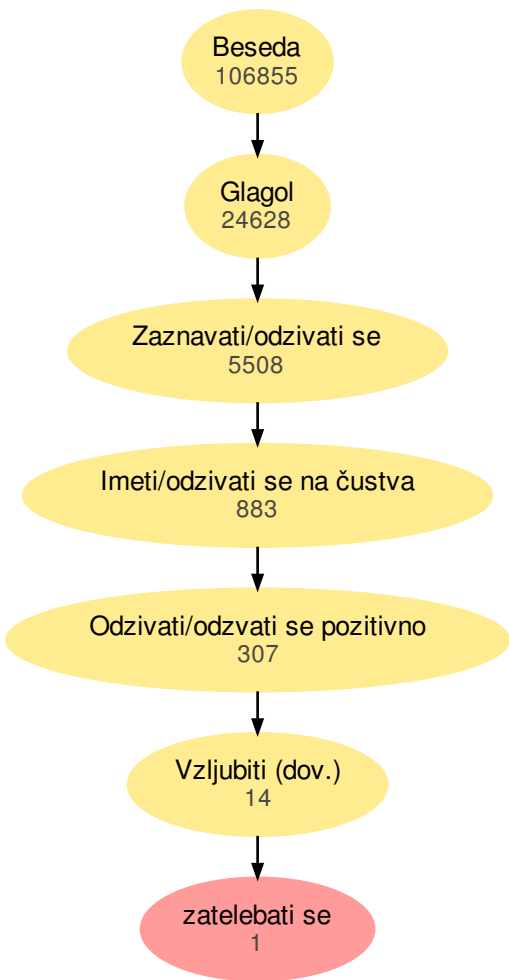 Beseda
106855
Glagol
24628
Zaznavati/odzivati se
5508
Imeti/odzivati se na čustva
883
Odzivati/odzvati se pozitivno
307
Vzljubiti (dov.)
14
zatelebati se
1